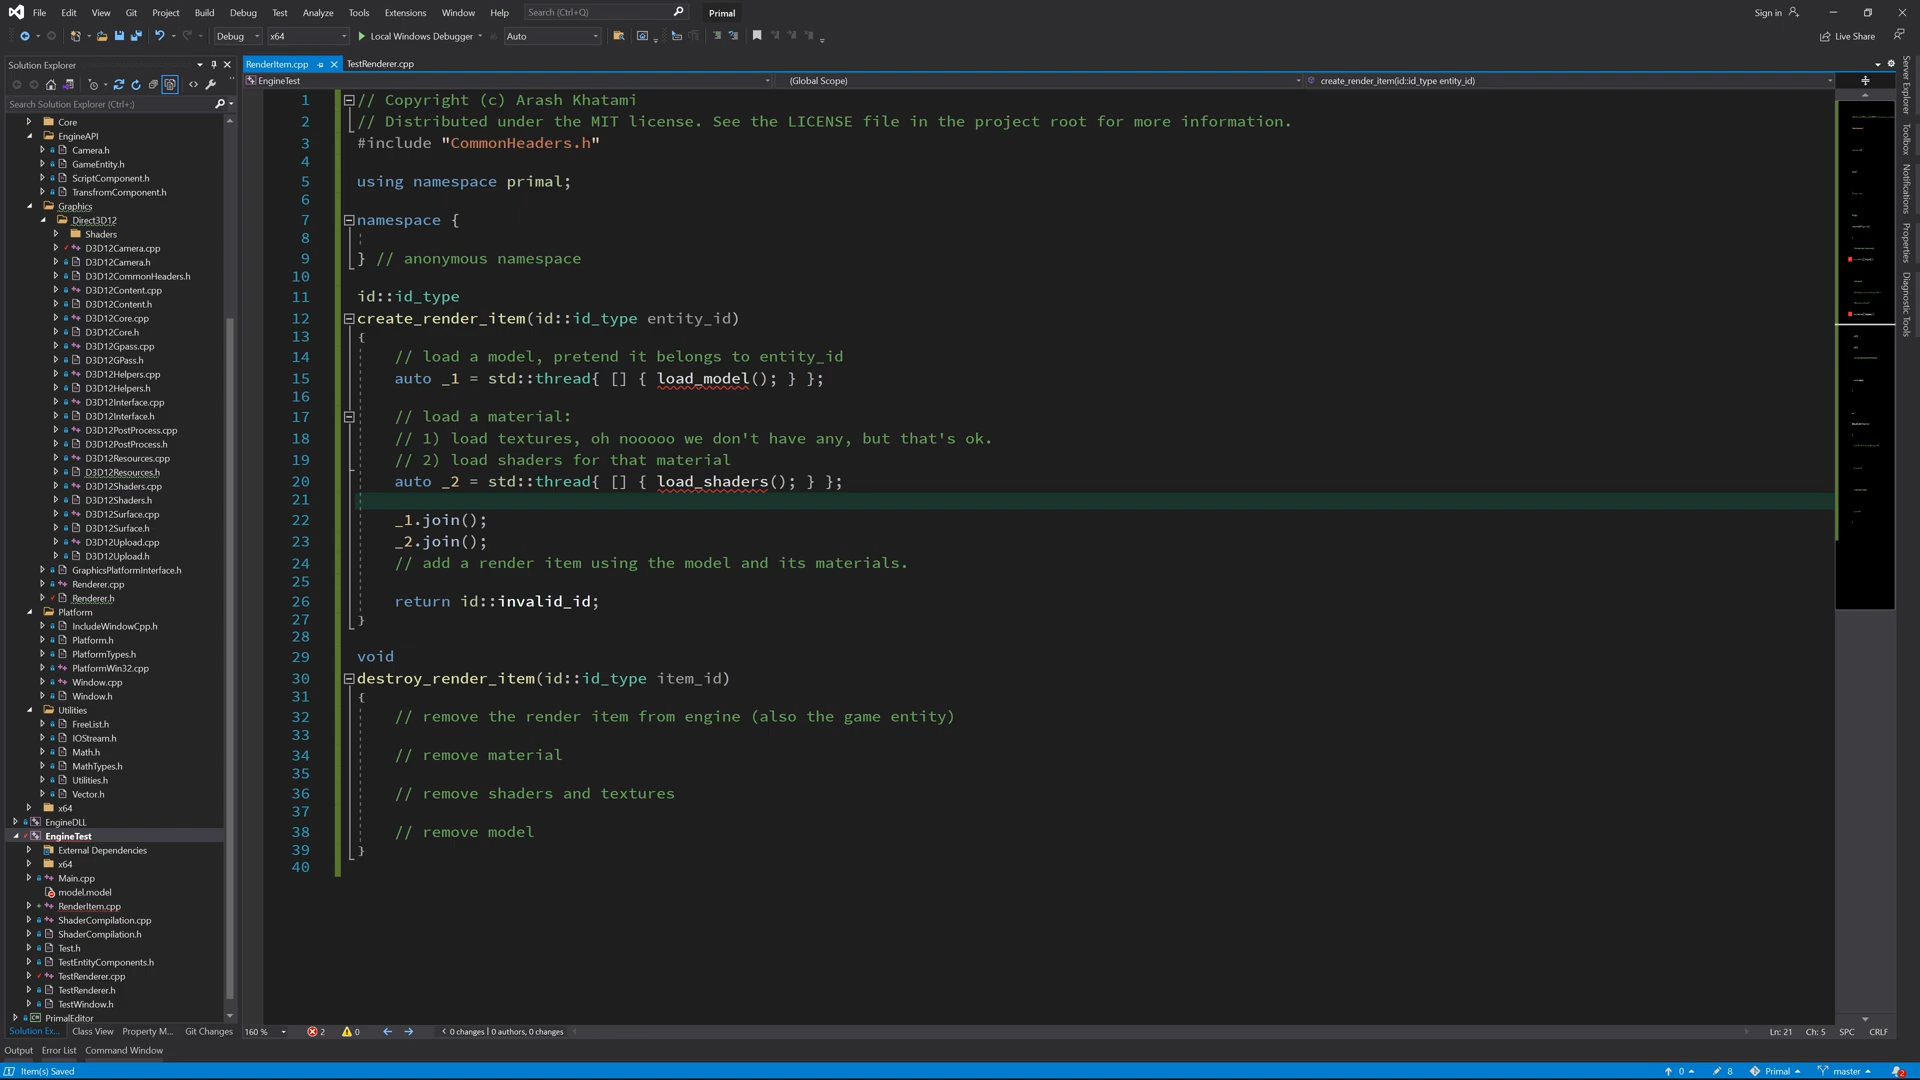 File Edit View Git Project Build Debug Test Analyze Tools Extensions Window Help Search (Ctrl+Q) Primal Sign in
Debug x64 Local Windows Debugger Auto Live Share
Solution Explorer
Search Solution Explorer (Ctrl+;)
Core
EngineAPI
Camera.h
GameEntity.h
ScriptComponent.h
TransfromComponent.h
Graphics
Direct3D12
Shaders
D3D12Camera.cpp
D3D12Camera.h
D3D12CommonHeaders.h
D3D12Content.cpp
D3D12Content.h
D3D12Core.cpp
D3D12Core.h
D3D12Gpass.cpp
D3D12GPass.h
D3D12Helpers.cpp
D3D12Helpers.h
D3D12Interface.cpp
D3D12Interface.h
D3D12PostProcess.cpp
D3D12PostProcess.h
D3D12Resources.cpp
D3D12Resources.h
D3D12Shaders.cpp
D3D12Shaders.h
D3D12Surface.cpp
D3D12Surface.h
D3D12Upload.cpp
D3D12Upload.h
GraphicsPlatformInterface.h
Renderer.cpp
Renderer.h
Platform
IncludeWindowCpp.h
Platform.h
PlatformTypes.h
PlatformWin32.cpp
Window.cpp
Window.h
Utilities
FreeList.h
IOStream.h
Math.h
MathTypes.h
Utilities.h
Vector.h
x64
EngineDLL
EngineTest
External Dependencies
x64
Main.cpp
model.model
RenderItem.cpp
ShaderCompilation.cpp
ShaderCompilation.h
Test.h
TestEntityComponents.h
TestRenderer.cpp
TestRenderer.h
TestWindow.h
PrimalEditor
Solution Ex... Class View Property M... Git Changes
RenderItem.cpp TestRenderer.cpp
EngineTest (Global Scope) create_render_item(id::id_type entity_id)
1 // Copyright (c) Arash Khatami
2 // Distributed under the MIT license. See the LICENSE file in the project root for more information.
3 #include "CommonHeaders.h"
4
5 using namespace primal;
6
7 namespace {
8
9 } // anonymous namespace
10
11 id::id_type
12 create_render_item(id::id_type entity_id)
13 {
14 // load a model, pretend it belongs to entity_id
15 auto _1 = std::thread{ [] { load_model(); } };
16
17 // load a material:
18 // 1) load textures, oh nooooo we don't have any, but that's ok.
19 // 2) load shaders for that material
20 auto _2 = std::thread{ [] { load_shaders(); } };
21
22 _1.join();
23 _2.join();
24 // add a render item using the model and its materials.
25
26 return id::invalid_id;
27 }
28
29 void
30 destroy_render_item(id::id_type item_id)
31 {
32 // remove the render item from engine (also the game entity)
33
34 // remove material
35
36 // remove shaders and textures
37
38 // remove model
39 }
40
Server Explorer
Toolbox
Notifications
Properties
Diagnostic Tools
160 % 2 0 0 changes | 0 authors, 0 changes Ln: 21 Ch: 5 SPC CRLF
Output Error List Command Window
Item(s) Saved 0 8 Primal master 2